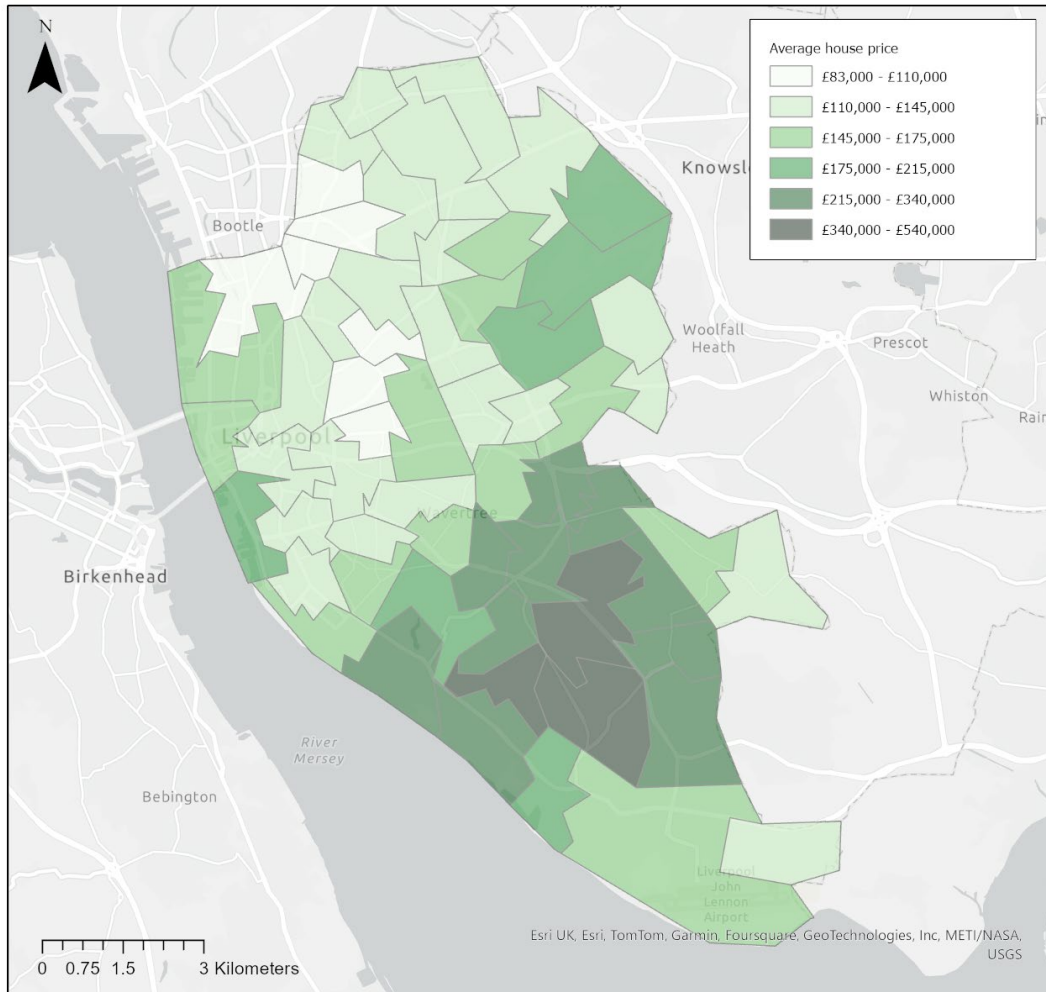 N
Average house price
£83,000 - £110,000
£110,000 - £145,000
£145,000 - £175,000
£175,000 - £215,000
£215,000 - £340,000
£340,000 - £540,000
Bootle
Woolfall
Heath
Prescot
Whiston
Liverpool
Wavertree
Birkenhead
River
Mersey
Bebington
Liverpool
John
Lennon
Airport
0 0.75 1.5 3 Kilometers
Esri UK, Esri, TomTom, Garmin, Foursquare, GeoTechnologies, Inc, METI/NASA,
USGS